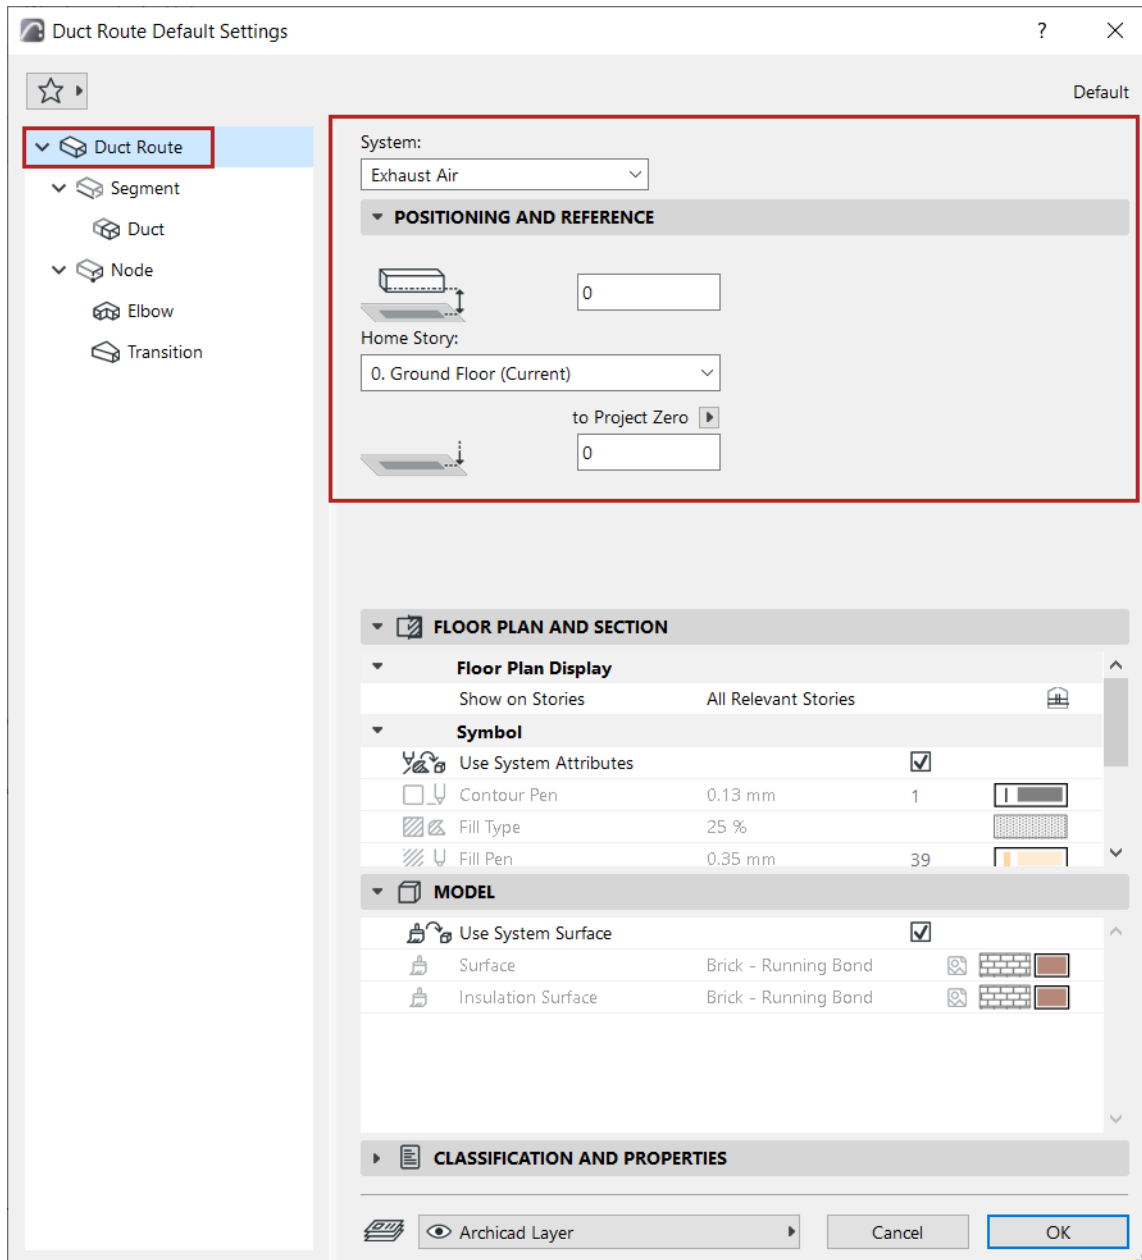 Duct Route Default Settings
?
Default
Duct Route
Segment
Duct
Node
Elbow
Transition
System:
Exhaust Air
POSITIONING AND REFERENCE
0
Home Story:
0. Ground Floor (Current)
to Project Zero
0
FLOOR PLAN AND SECTION
Floor Plan Display
Show on Stories All Relevant Stories
Symbol
Use System Attributes
Contour Pen 0.13 mm 1
Fill Type 25 %
Fill Pen 0.35 mm 39
MODEL
Use System Surface
Surface Brick - Running Bond
Insulation Surface Brick - Running Bond
CLASSIFICATION AND PROPERTIES
Archicad Layer Cancel OK